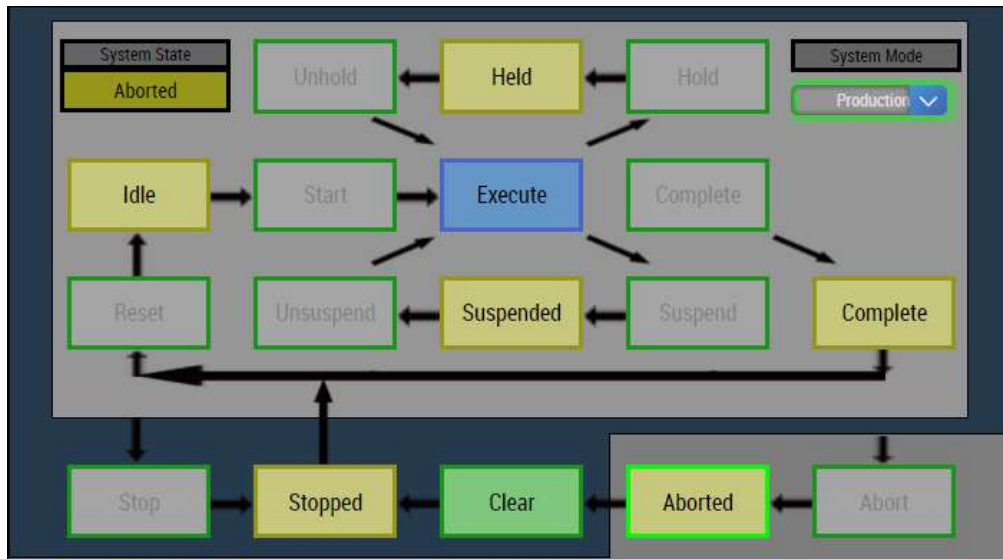 System State
Aborted
Unhold
Held
Hold
System Mode
Production
Idle
Start
Execute
Complete
Reset
Unsuspend
Suspended
Suspend
Complete
Stop
Stopped
Clear
Aborted
Abort